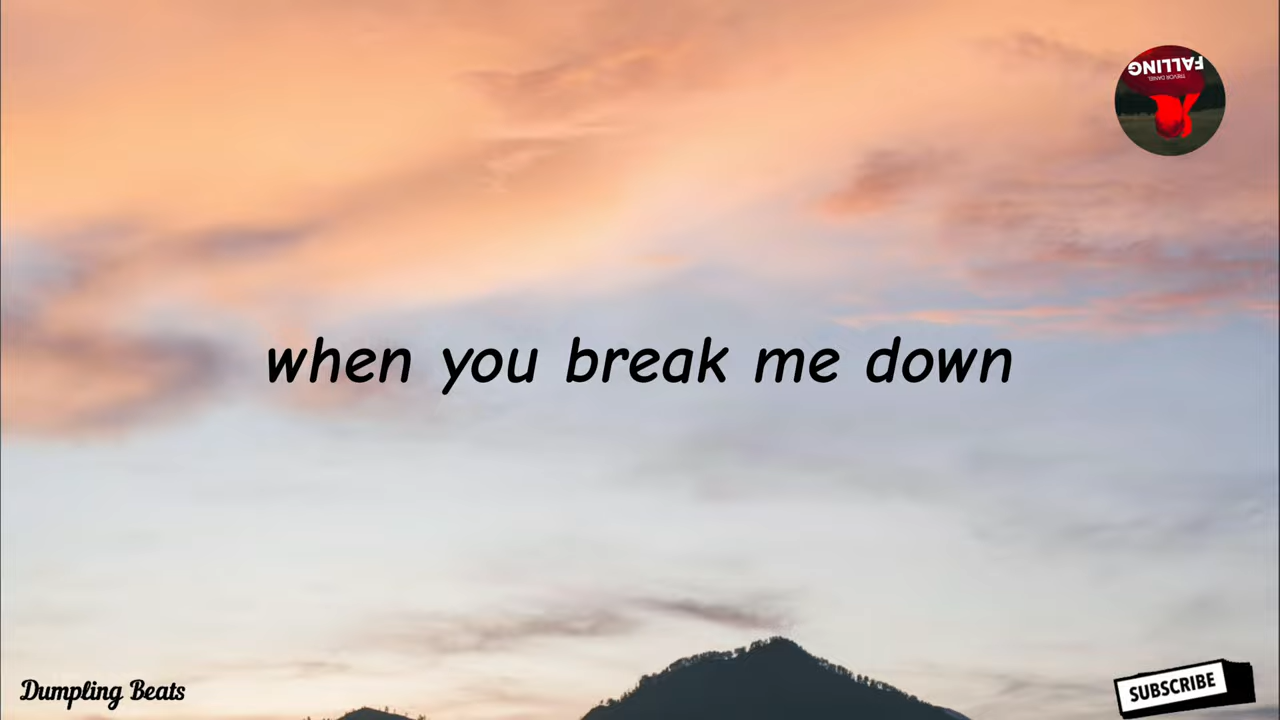 FALLING
TREVOR DANIEL
when you break me down
Dumpling Beats
SUBSCRIBE